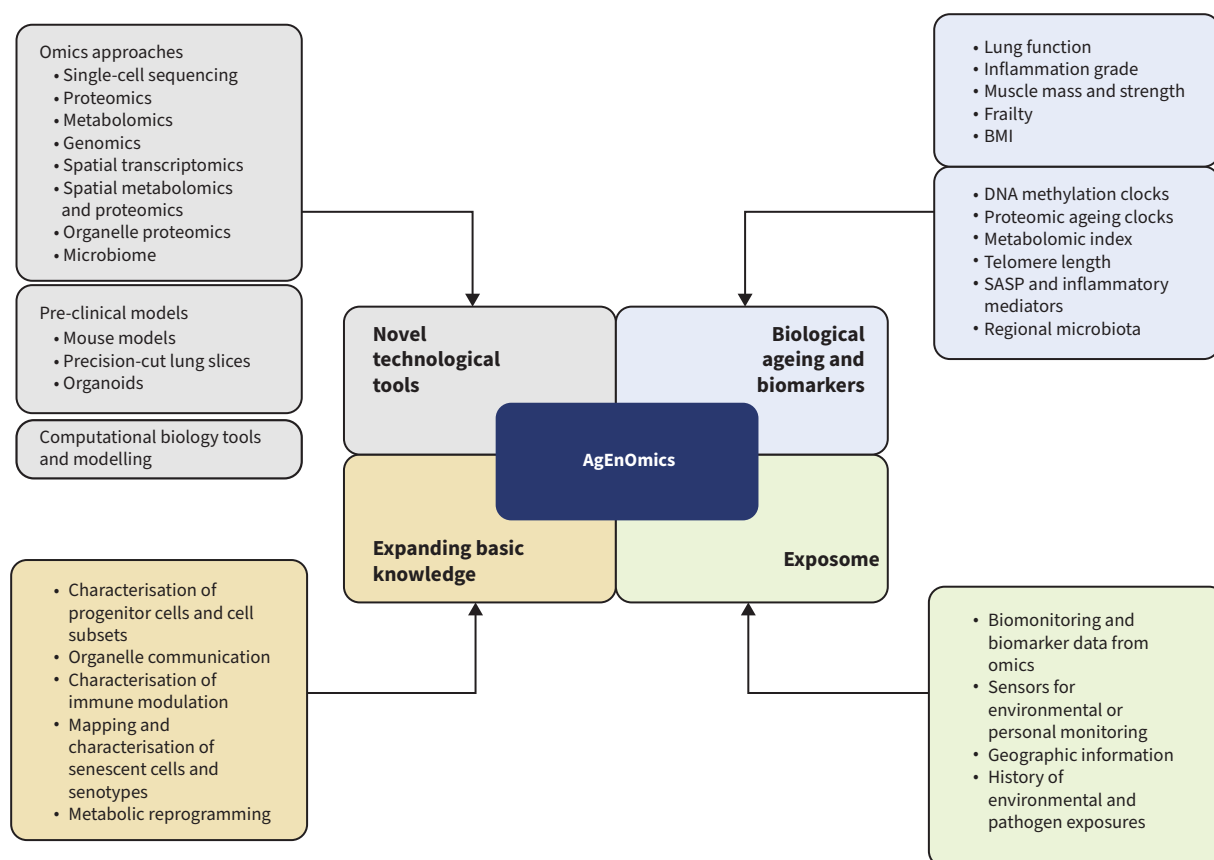 Omics approaches
• Single-cell sequencing
• Proteomics
• Metabolomics
• Genomics
• Spatial transcriptomics
• Spatial metabolomics
and proteomics
• Organelle proteomics
• Microbiome
Pre-clinical models
• Mouse models
• Precision-cut lung slices
• Organoids
Computational biology tools
and modelling
• Lung function
• Inflammation grade
• Muscle mass and strength
• Frailty
• BMI
• DNA methylation clocks
• Proteomic ageing clocks
• Metabolomic index
• Telomere length
• SASP and inflammatory
mediators
• Regional microbiota
Novel
technological
tools
Biological
ageing and
biomarkers
AgEnOmics
Expanding basic
knowledge
Exposome
• Characterisation of
progenitor cells and cell
subsets
• Organelle communication
• Characterisation of
immune modulation
• Mapping and
characterisation of
senescent cells and
senotypes
• Metabolic reprogramming
• Biomonitoring and
biomarker data from
omics
• Sensors for
environmental or
personal monitoring
• Geographic information
• History of
environmental and
pathogen exposures